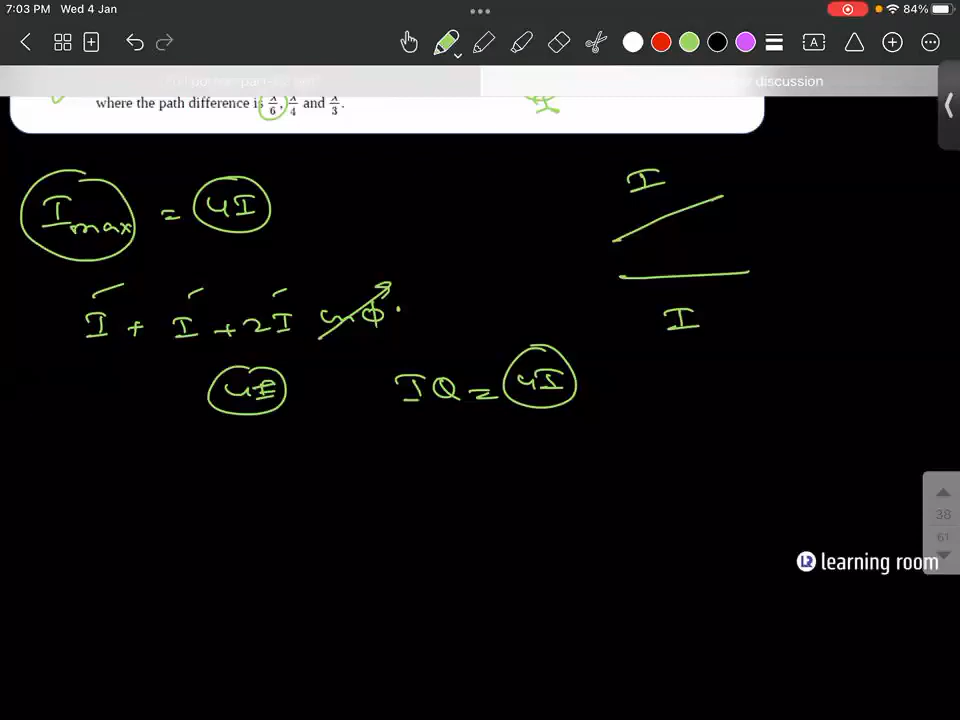 7:03 PM Wed 4 Jan
84%
A
discussion
where the path difference is λ/6, λ/4 and λ/3.
I
I max = 4I
I + I + 2I cos ϕ.
I
4I IQ = 4I
38
61
learning room